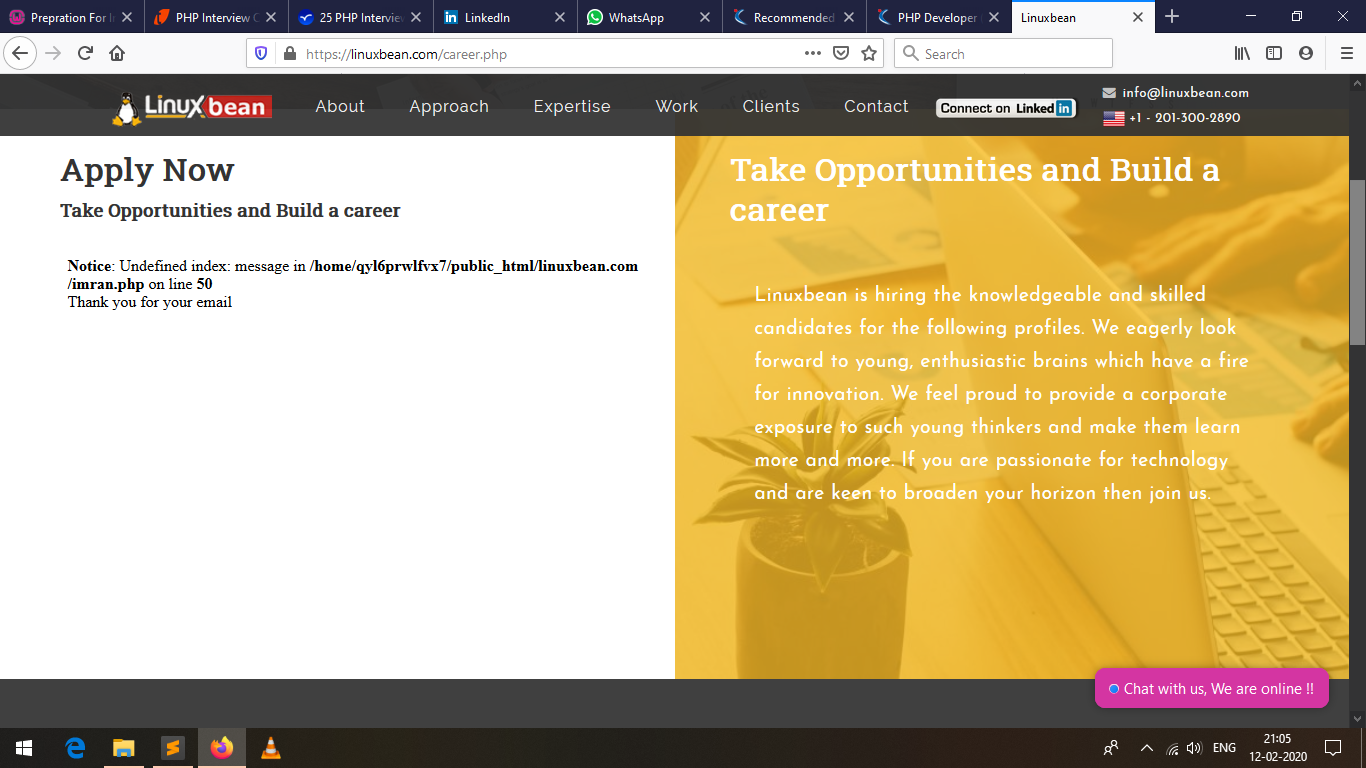 Prepration For I
PHP Interview
25 PHP Interview
LinkedIn
WhatsApp
Recommended
PHP Developer
Linuxbean
https://linuxbean.com/career.php
Search
Linux bean
About
Approach
Expertise
Work
Clients
Contact
Connect on Linked in
info@linuxbean.com
+1 - 201-300-2890
Apply Now
Take Opportunities and Build a career
Notice: Undefined index: message in /home/qyl6prwlfvx7/public_html/linuxbean.com
/imran.php on line 50
Thank you for your email
Take Opportunities and Build a
career
Linuxbean is hiring the knowledgeable and skilled
candidates for the following profiles. We eagerly look
forward to young, enthusiastic brains which have a fire
for innovation. We feel proud to provide a corporate
exposure to such young thinkers and make them learn
more and more. If you are passionate for technology
and are keen to broaden your horizon then join us.
Chat with us, We are online !!
ENG
21:05
12-02-2020